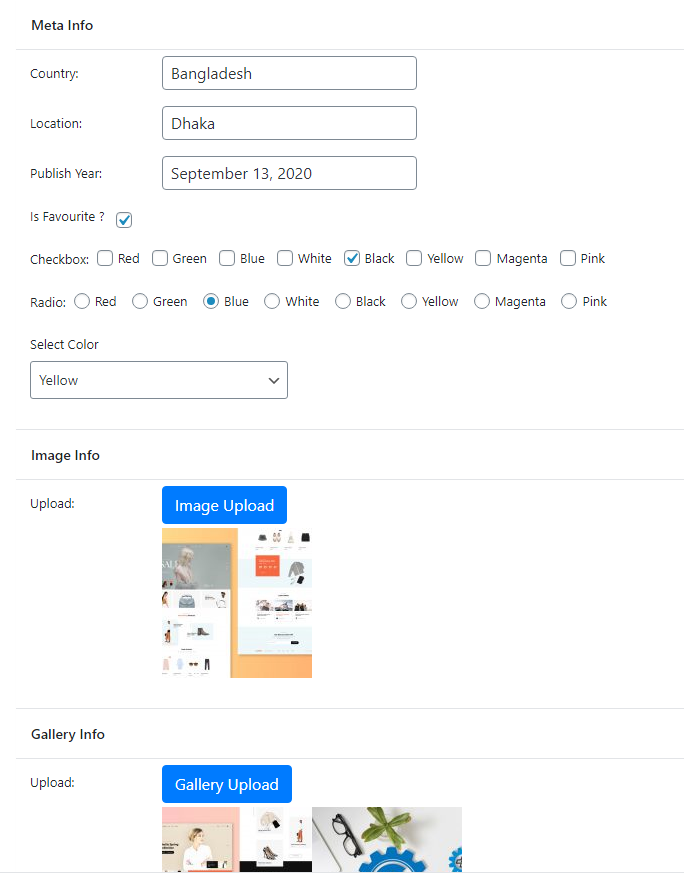 Meta Info
Country: Bangladesh
Location: Dhaka
Publish Year: September 13, 2020
Is Favourite ?
Checkbox: Red Green Blue White Black Yellow Magenta Pink
Radio: Red Green Blue White Black Yellow Magenta Pink
Select Color
Yellow
Image Info
Upload: Image Upload
Gallery Info
Upload: Gallery Upload